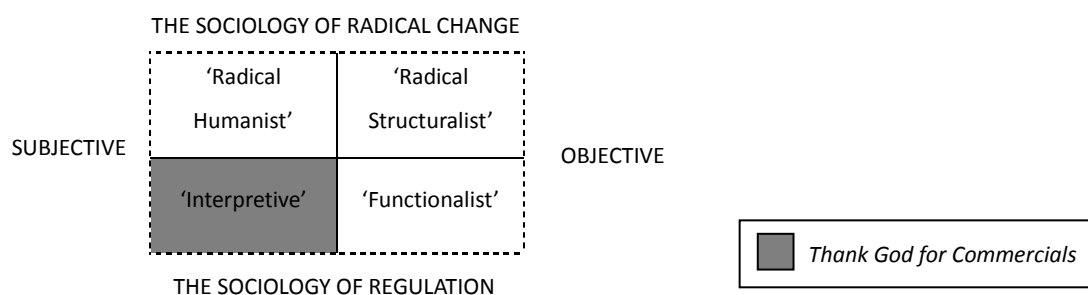 THE SOCIOLOGY OF RADICAL CHANGE
‘Radical
Humanist’
‘Radical
Structuralist’
SUBJECTIVE
OBJECTIVE
‘Interpretive’
‘Functionalist’
Thank God for Commercials
THE SOCIOLOGY OF REGULATION